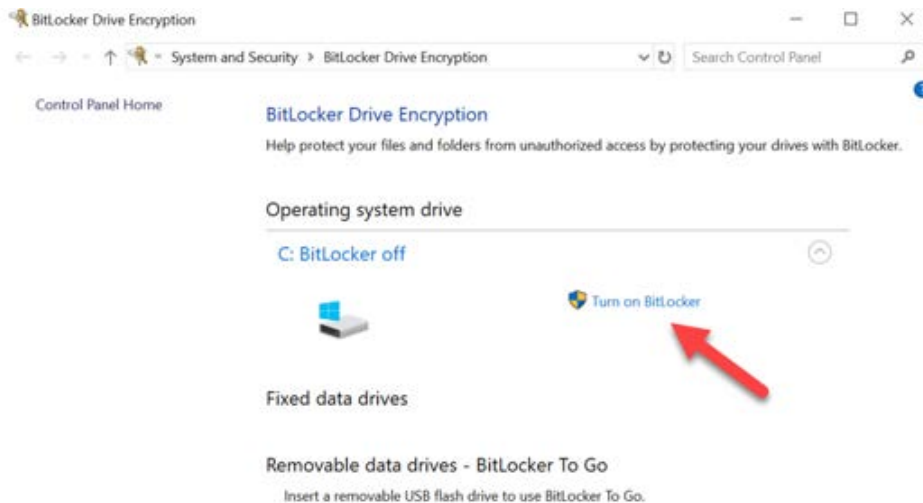 BitLocker Drive Encryption
System and Security > BitLocker Drive Encryption
Search Control Panel
Control Panel Home
BitLocker Drive Encryption
Help protect your files and folders from unauthorized access by protecting your drives with BitLocker.
Operating system drive
C: BitLocker off
Turn on BitLocker
Fixed data drives
Removable data drives - BitLocker To Go
Insert a removable USB flash drive to use BitLocker To Go.